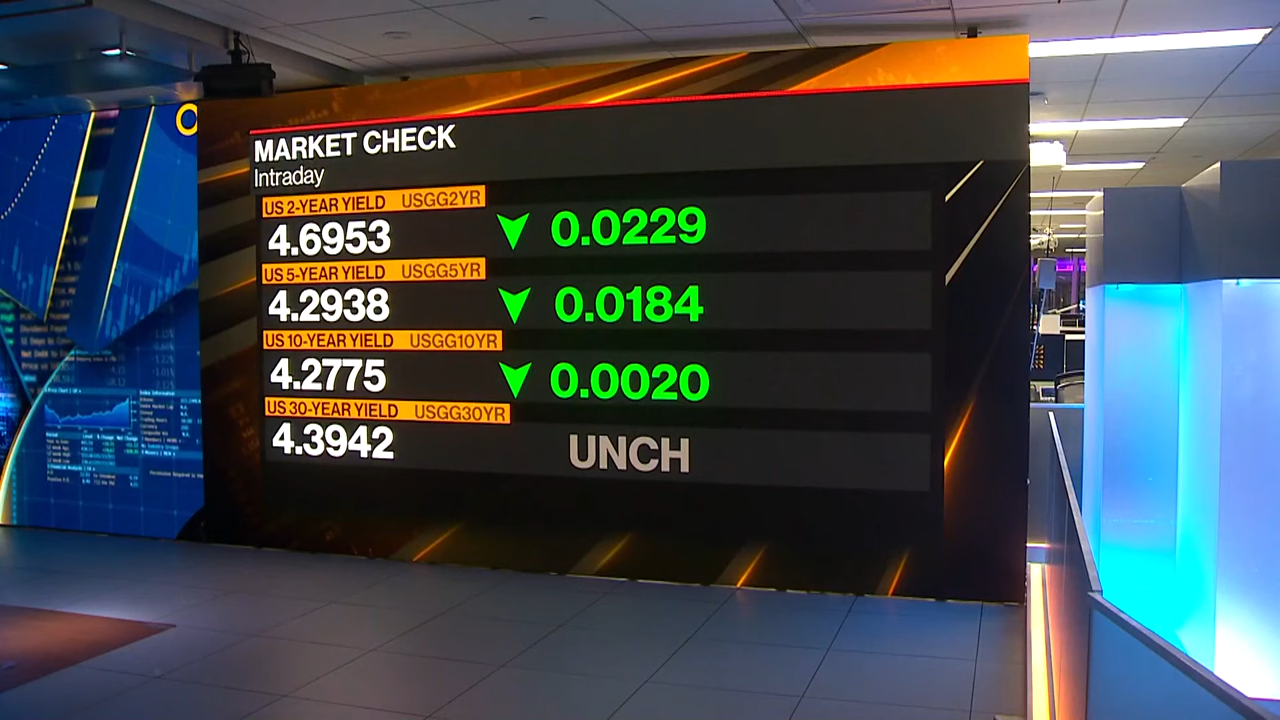 MARKET CHECK
Intraday
US 2-YEAR YIELD USGG2YR
4.6953 0.0229
US 5-YEAR YIELD USGG5YR
4.2938 0.0184
US 10-YEAR YIELD USGG10YR
4.2775 0.0020
US 30-YEAR YIELD USGG30YR
4.3942 UNCH